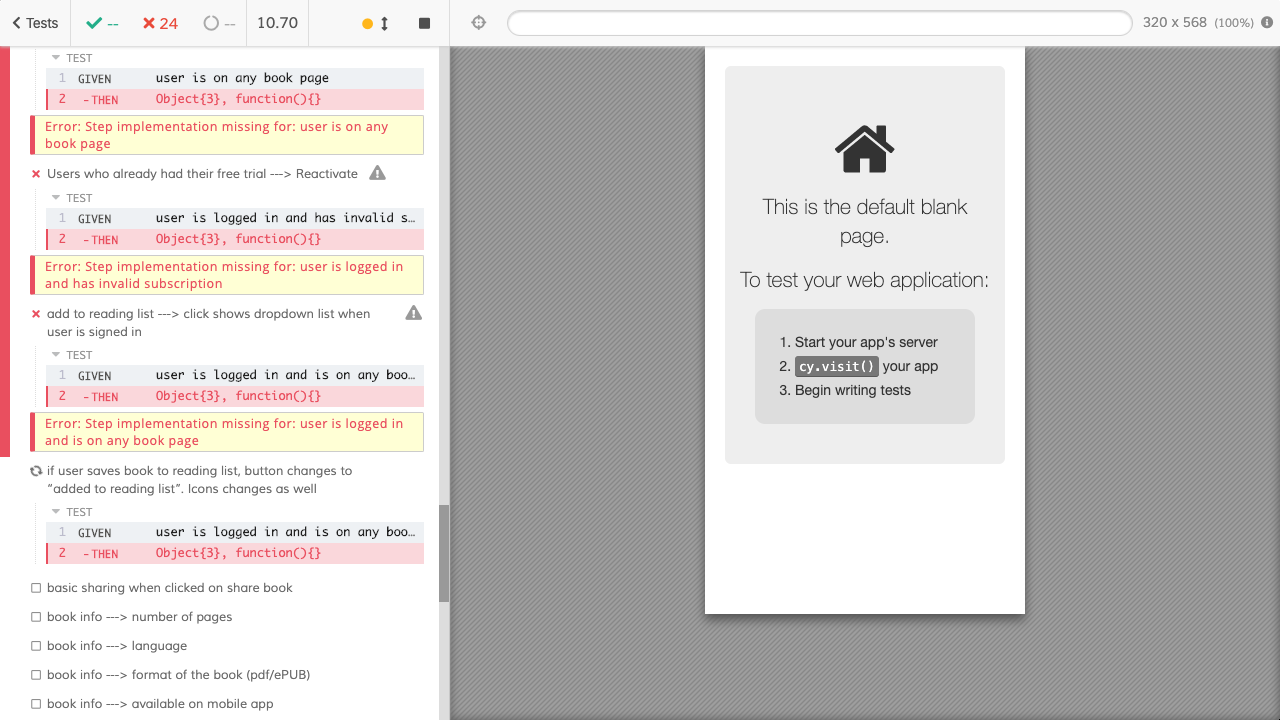 Tests -- 24 -- 10.70 320 x 568 (100%)
TEST
1 GIVEN user is on any book page
2 -THEN Object{3}, function(){}
Error: Step implementation missing for: user is on any
book page
Users who already had their free trial ---> Reactivate
TEST
1 GIVEN user is logged in and has invalid s…
2 -THEN Object{3}, function(){}
Error: Step implementation missing for: user is logged in
and has invalid subscription
add to reading list ---> click shows dropdown list when
user is signed in
TEST
1 GIVEN user is logged in and is on any boo…
2 -THEN Object{3}, function(){}
Error: Step implementation missing for: user is logged in
and is on any book page
if user saves book to reading list, button changes to
“added to reading list”. Icons changes as well
TEST
1 GIVEN user is logged in and is on any boo…
2 -THEN Object{3}, function(){}
basic sharing when clicked on share book
book info ---> number of pages
book info ---> language
book info ---> format of the book (pdf/ePUB)
book info ---> available on mobile app
This is the default blank
page.
To test your web application:
1. Start your app's server
2. cy.visit() your app
3. Begin writing tests